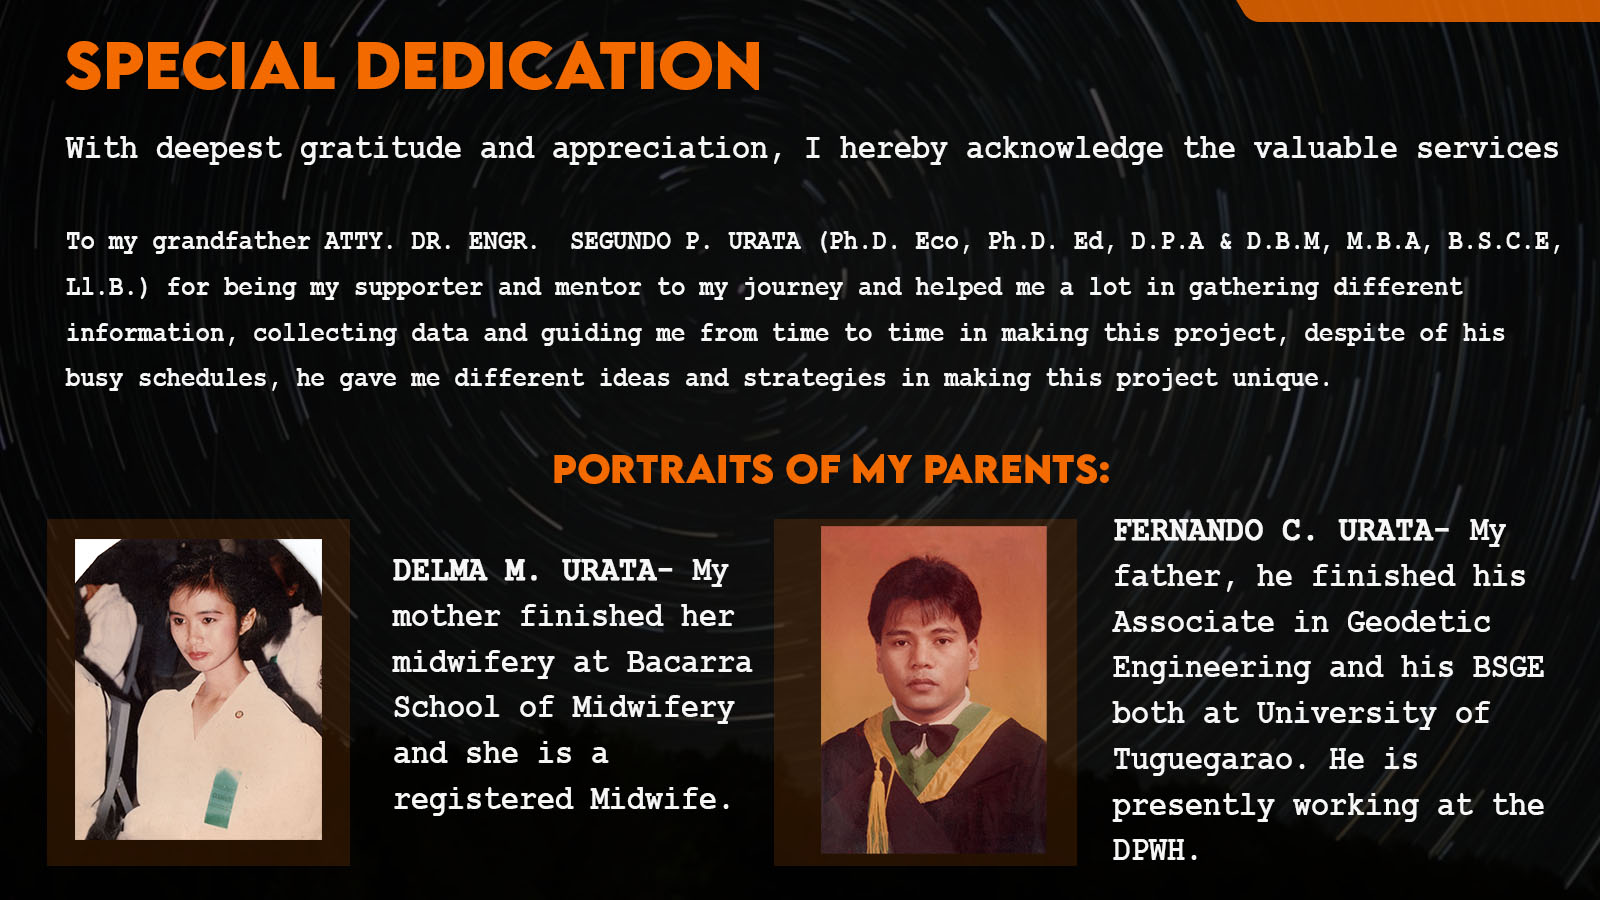 SPECIAL DEDICATION
With deepest gratitude and appreciation, I hereby acknowledge the valuable services
To my grandfather ATTY. DR. ENGR.  SEGUNDO P. URATA (Ph.D. Eco, Ph.D. Ed, D.P.A & D.B.M, M.B.A, B.S.C.E,
Ll.B.) for being my supporter and mentor to my journey and helped me a lot in gathering different
information, collecting data and guiding me from time to time in making this project, despite of his
busy schedules, he gave me different ideas and strategies in making this project unique.
PORTRAITS OF MY PARENTS:
DELMA M. URATA- My
mother finished her
midwifery at Bacarra
School of Midwifery
and she is a
registered Midwife.
FERNANDO C. URATA- My
father, he finished his
Associate in Geodetic
Engineering and his BSGE
both at University of
Tuguegarao. He is
presently working at the
DPWH.